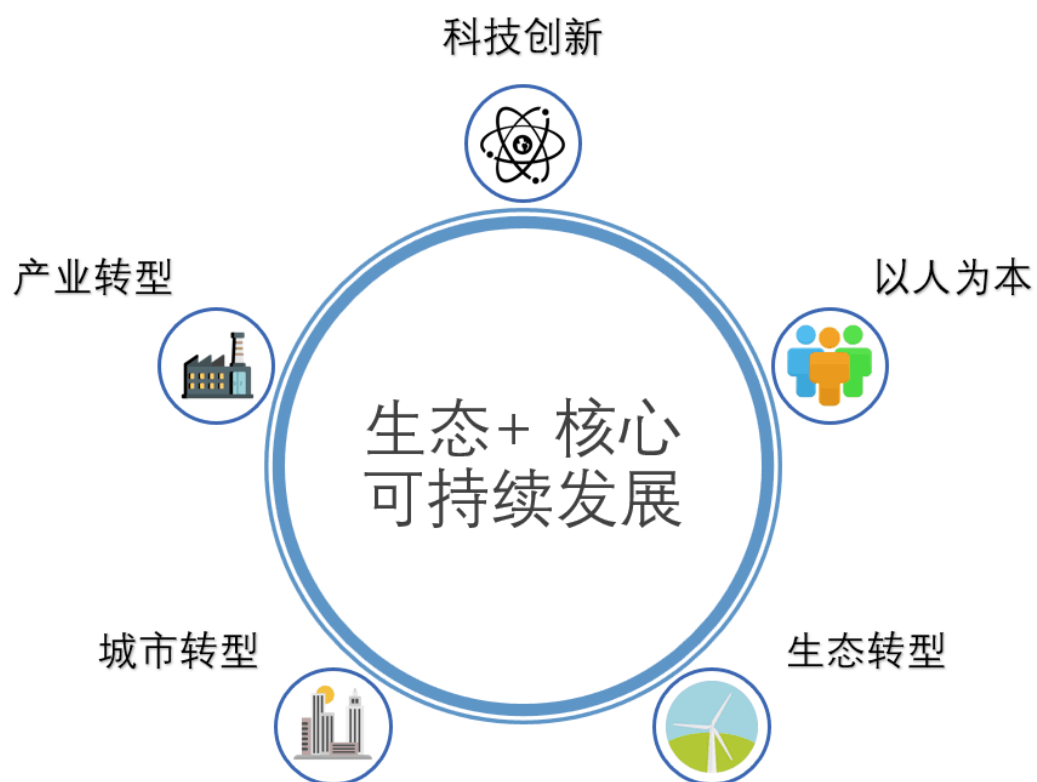 科技创新
产业转型
以人为本
生态+ 核心
可持续发展
城市转型
生态转型